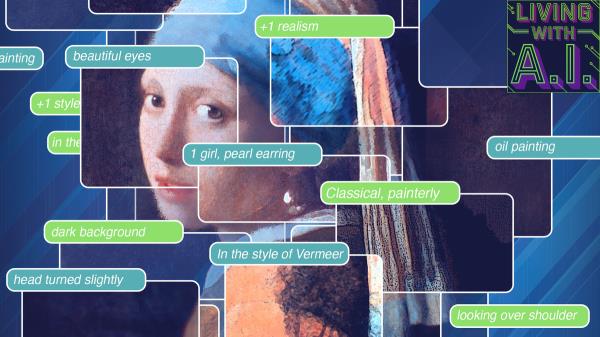 LIVING
WITH
A.I.
+1 realism
ainting
beautiful eyes
+1 style
in the
1 girl, pearl earring
oil painting
Classical, painterly
dark background
In the style of Vermeer
head turned slightly
looking over shoulder